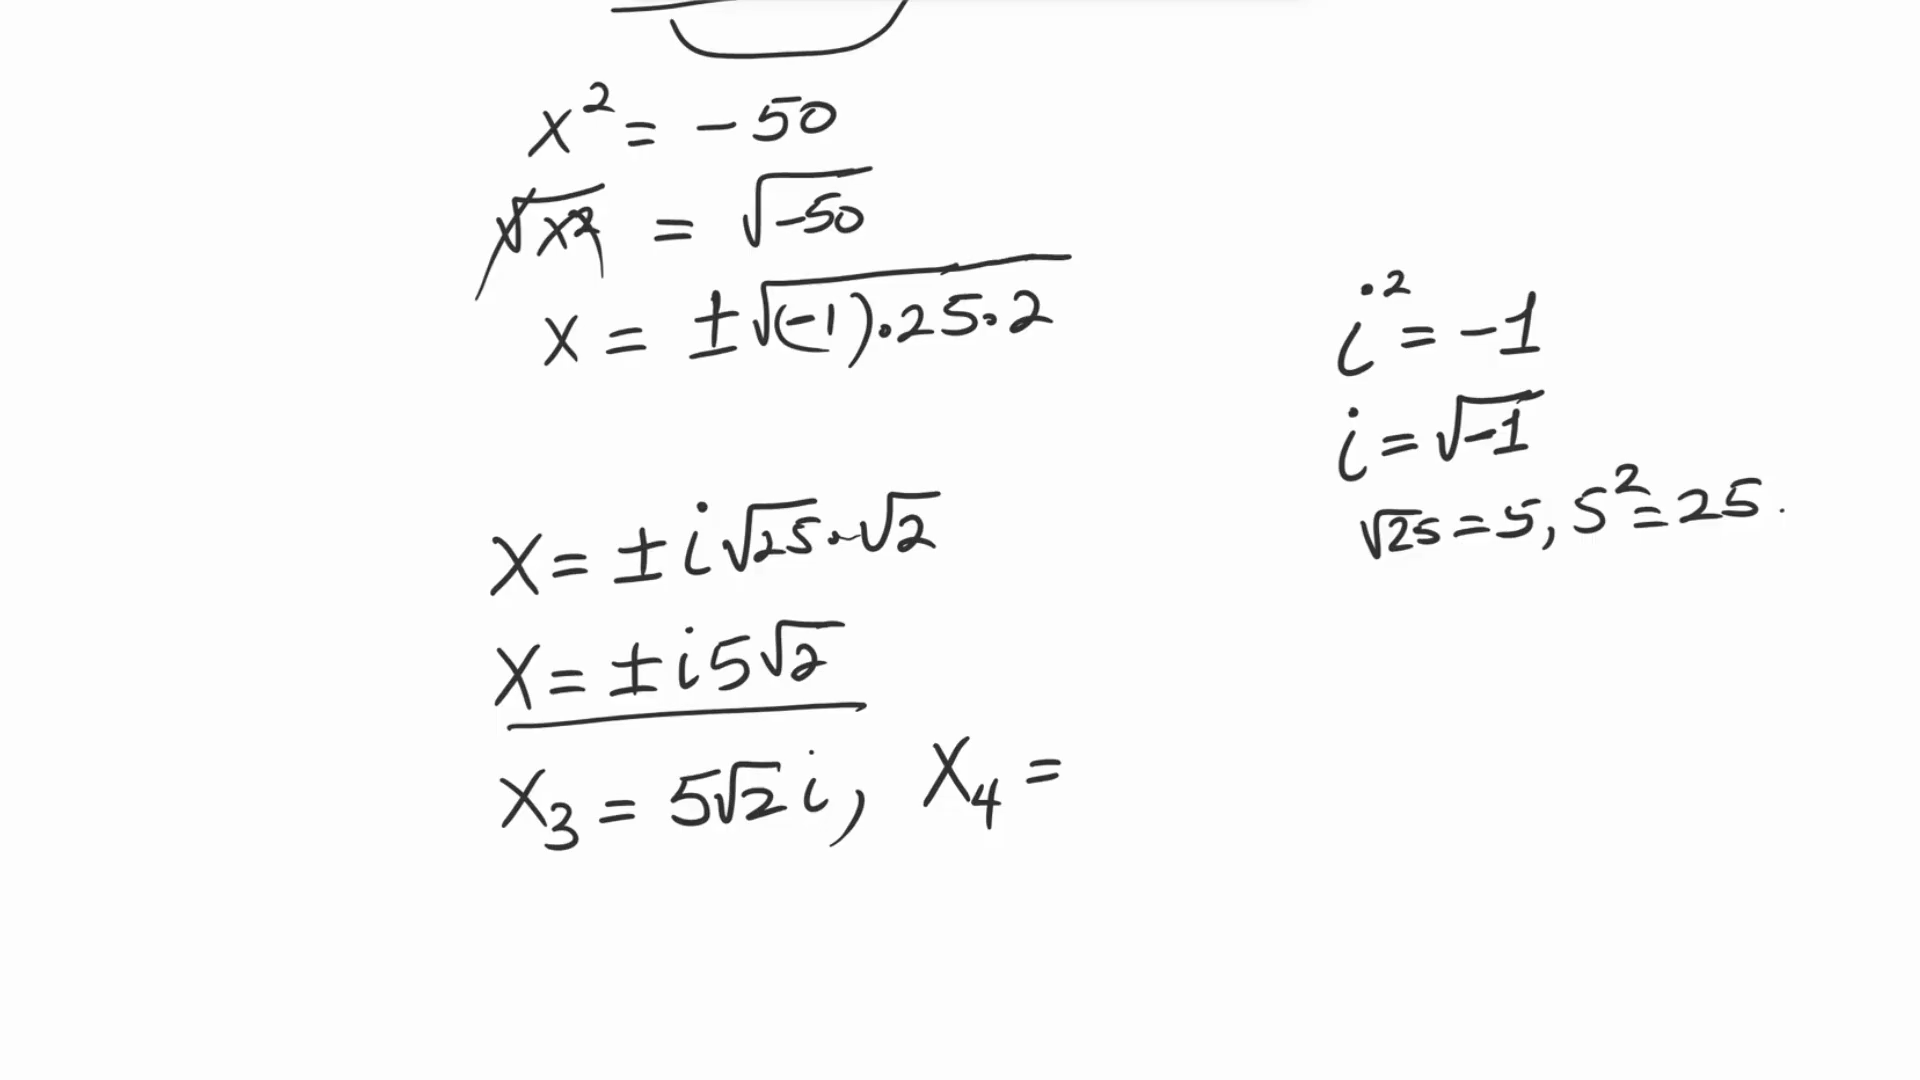 x² = -50
√x² = √-50
x = ±√(-1)·25·2
i² = -1
i = √-1
√25 = 5, 5² = 25.
x = ± i√25·√2
x = ± i5√2
x₃ = 5√2 i, x₄ =